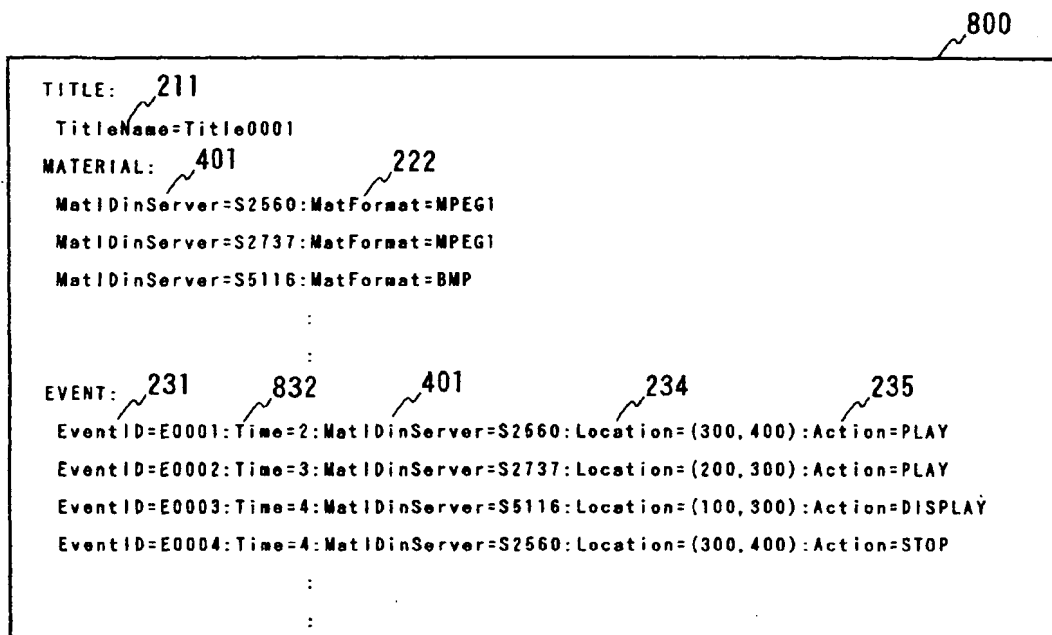 800
TITLE: 211
TitleName=Title0001
MATERIAL: 401 222
MatIDinServer=S2560:MatFormat=MPEG1
MatIDinServer=S2737:MatFormat=MPEG1
MatIDinServer=S5116:MatFormat=BMP
:
:
EVENT: 231 832 401 234 235
EventID=E0001:Time=2:MatIDinServer=S2560:Location=(300,400):Action=PLAY
EventID=E0002:Time=3:MatIDinServer=S2737:Location=(200,300):Action=PLAY
EventID=E0003:Time=4:MatIDinServer=S5116:Location=(100,300):Action=DISPLAY
EventID=E0004:Time=4:MatIDinServer=S2560:Location=(300,400):Action=STOP
:
: